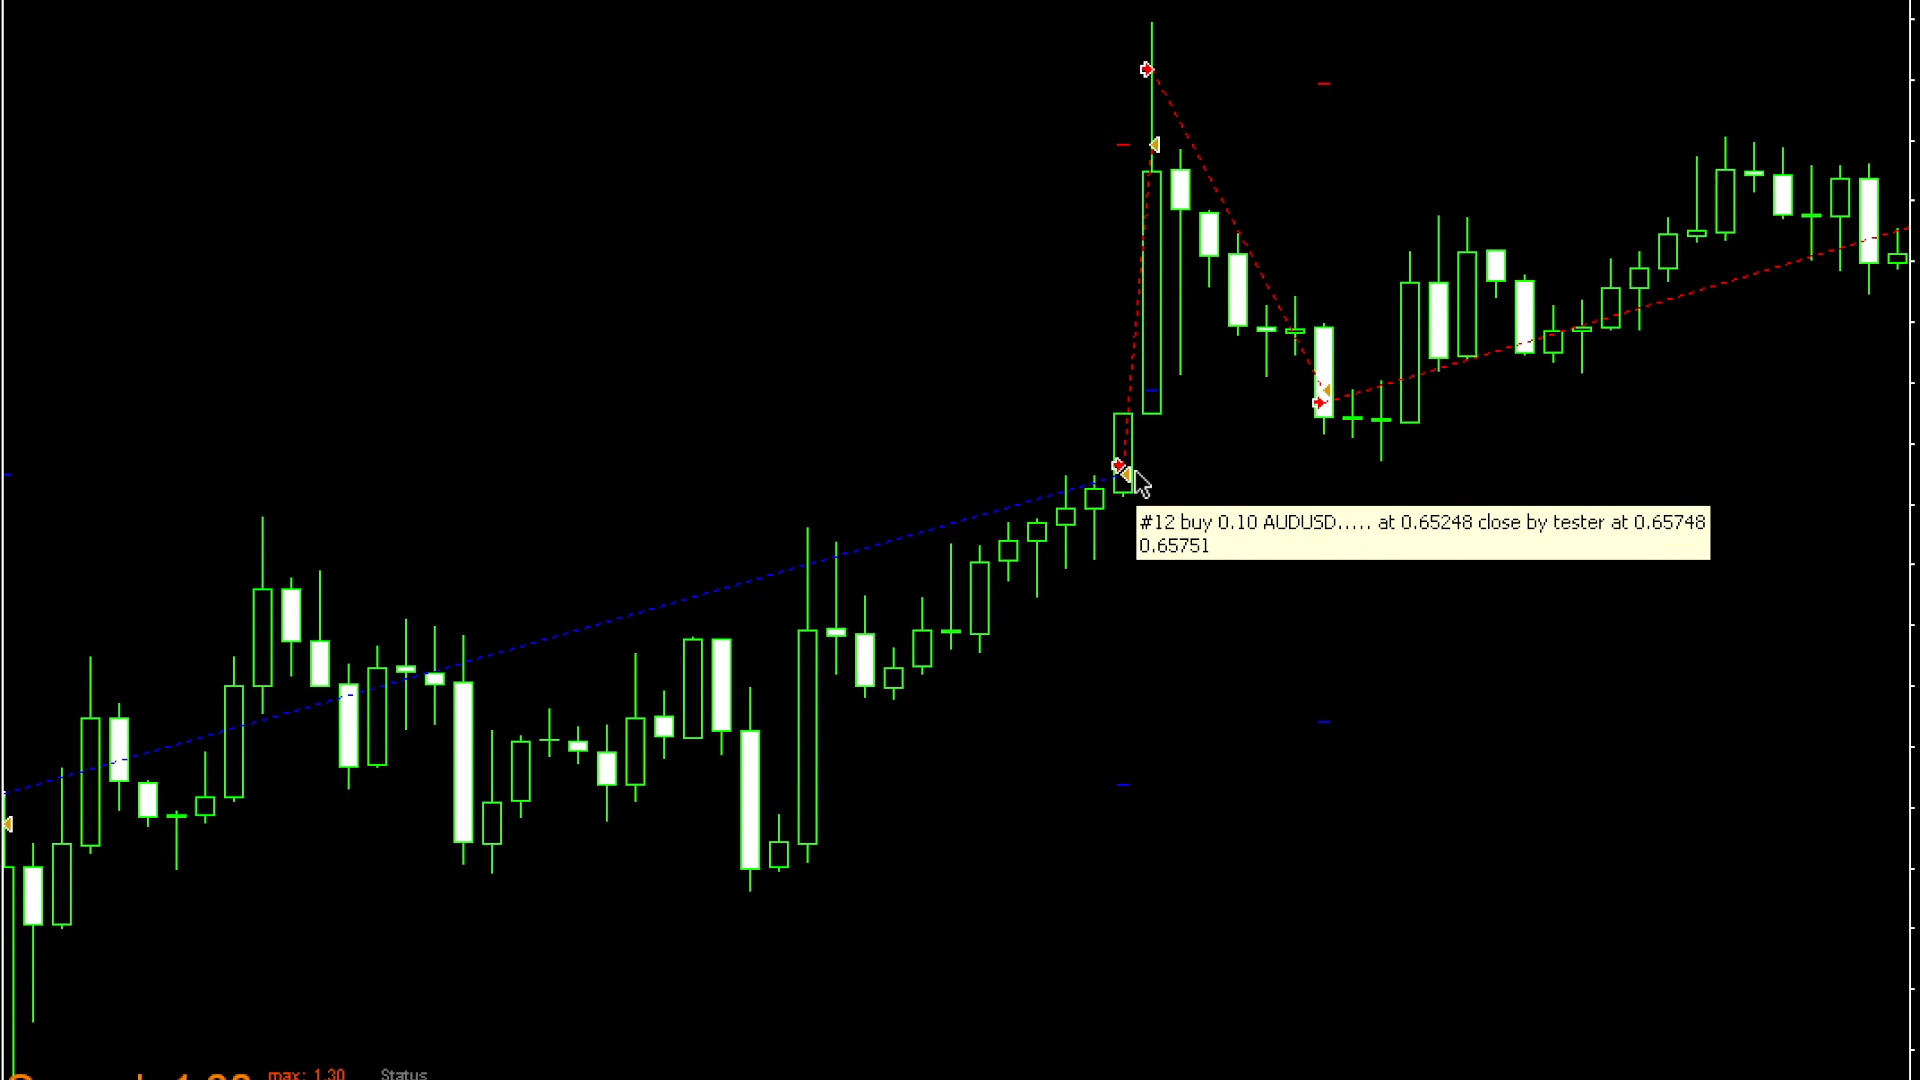 #12 buy 0.10 AUDUSD..... at 0.65248 close by tester at 0.65748
0.65751
max: 1.30
Status